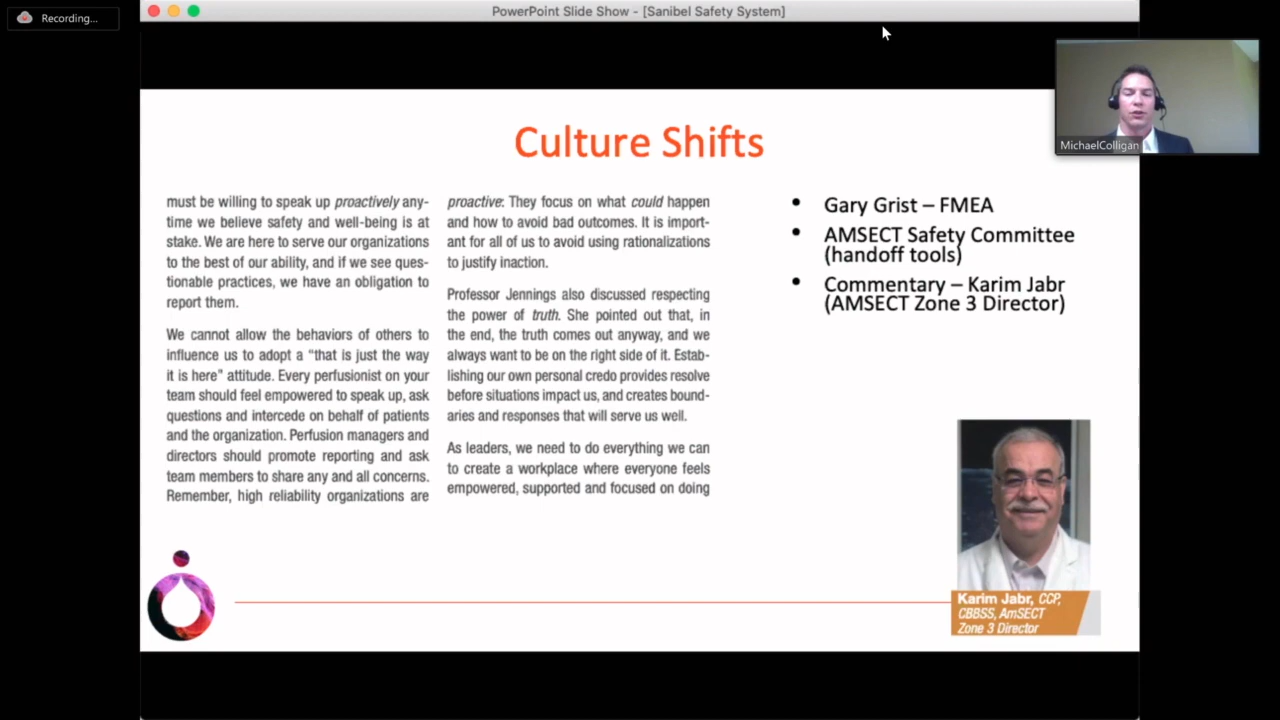 Recording...
PowerPoint Slide Show - [Sanibel Safety System]
MichaelColligan
Culture Shifts
must be willing to speak up proactively any-
time we believe safety and well-being is at
stake. We are here to serve our organizations
to the best of our ability, and if we see ques-
tionable practices, we have an obligation to
report them.
We cannot allow the behaviors of others to
influence us to adopt a “that is just the way
it is here” attitude. Every perfusionist on your
team should feel empowered to speak up, ask
questions and intercede on behalf of patients
and the organization. Perfusion managers and
directors should promote reporting and ask
team members to share any and all concerns.
Remember, high reliability organizations are
proactive. They focus on what could happen
and how to avoid bad outcomes. It is import-
ant for all of us to avoid using rationalizations
to justify inaction.
Professor Jennings also discussed respecting
the power of truth. She pointed out that, in
the end, the truth comes out anyway, and we
always want to be on the right side of it. Estab-
lishing our own personal credo provides resolve
before situations impact us, and creates bound-
aries and responses that will serve us well.
As leaders, we need to do everything we can
to create a workplace where everyone feels
empowered, supported and focused on doing
• Gary Grist – FMEA
• AMSECT Safety Committee
(handoff tools)
• Commentary – Karim Jabr
(AMSECT Zone 3 Director)
Karim Jabr, CCP,
CBBSS, AmSECT
Zone 3 Director